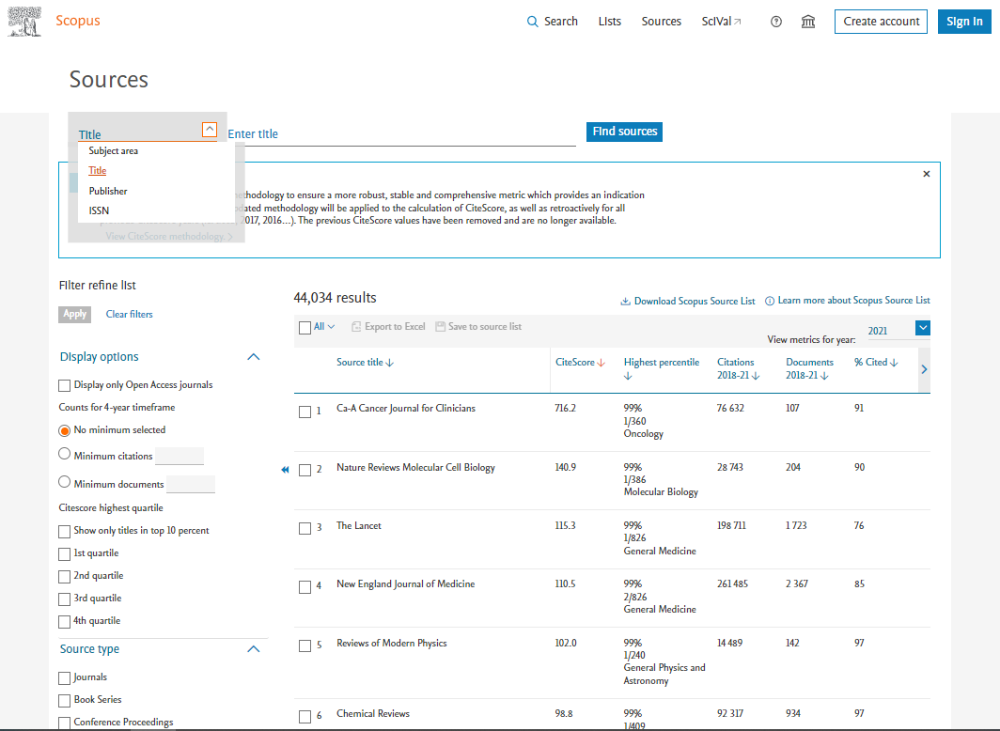 Scopus
Search
Lists
Sources
SciVal
Create account
Sign in
Sources
Title
Enter title
Find sources
Subject area
Title
Publisher
ISSN
ethodology to ensure a more robust, stable and comprehensive metric which provides an indication
dated methodology will be applied to the calculation of CiteScore, as well as retroactively for all
2017, 2016...). The previous CiteScore values have been removed and are no longer available.
View CiteScore methodology. >
Filter refine list
Apply
Clear filters
44,034 results
Download Scopus Source List
Learn more about Scopus Source List
All
Export to Excel
Save to source list
View metrics for year:
2021
Display options
Display only Open Access journals
Counts for 4-year timeframe
No minimum selected
Minimum citations
Minimum documents
Citescore highest quartile
Show only titles in top 10 percent
1st quartile
2nd quartile
3rd quartile
4th quartile
Source type
Journals
Book Series
Conference Proceedings
Source title
CiteScore
Highest percentile
Citations
2018-21
Documents
2018-21
% Cited
1 Ca-A Cancer Journal for Clinicians 716.2 99% 76 632 107 91
1/360
Oncology
2 Nature Reviews Molecular Cell Biology 140.9 99% 28 743 204 90
1/386
Molecular Biology
3 The Lancet 115.3 99% 198 711 1 723 76
1/826
General Medicine
4 New England Journal of Medicine 110.5 99% 261 485 2 367 85
2/826
General Medicine
5 Reviews of Modern Physics 102.0 99% 14 489 142 97
1/240
General Physics and
Astronomy
6 Chemical Reviews 98.8 99% 92 317 934 97
1/409